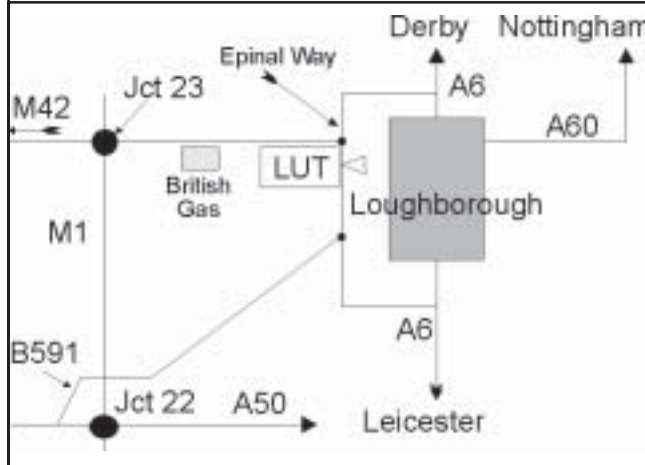 Derby
Nottingham
Epinal Way
Jct 23
A6
M42
A60
LUT
British
Gas
Loughborough
M1
A6
B591
Jct 22
A50
Leicester